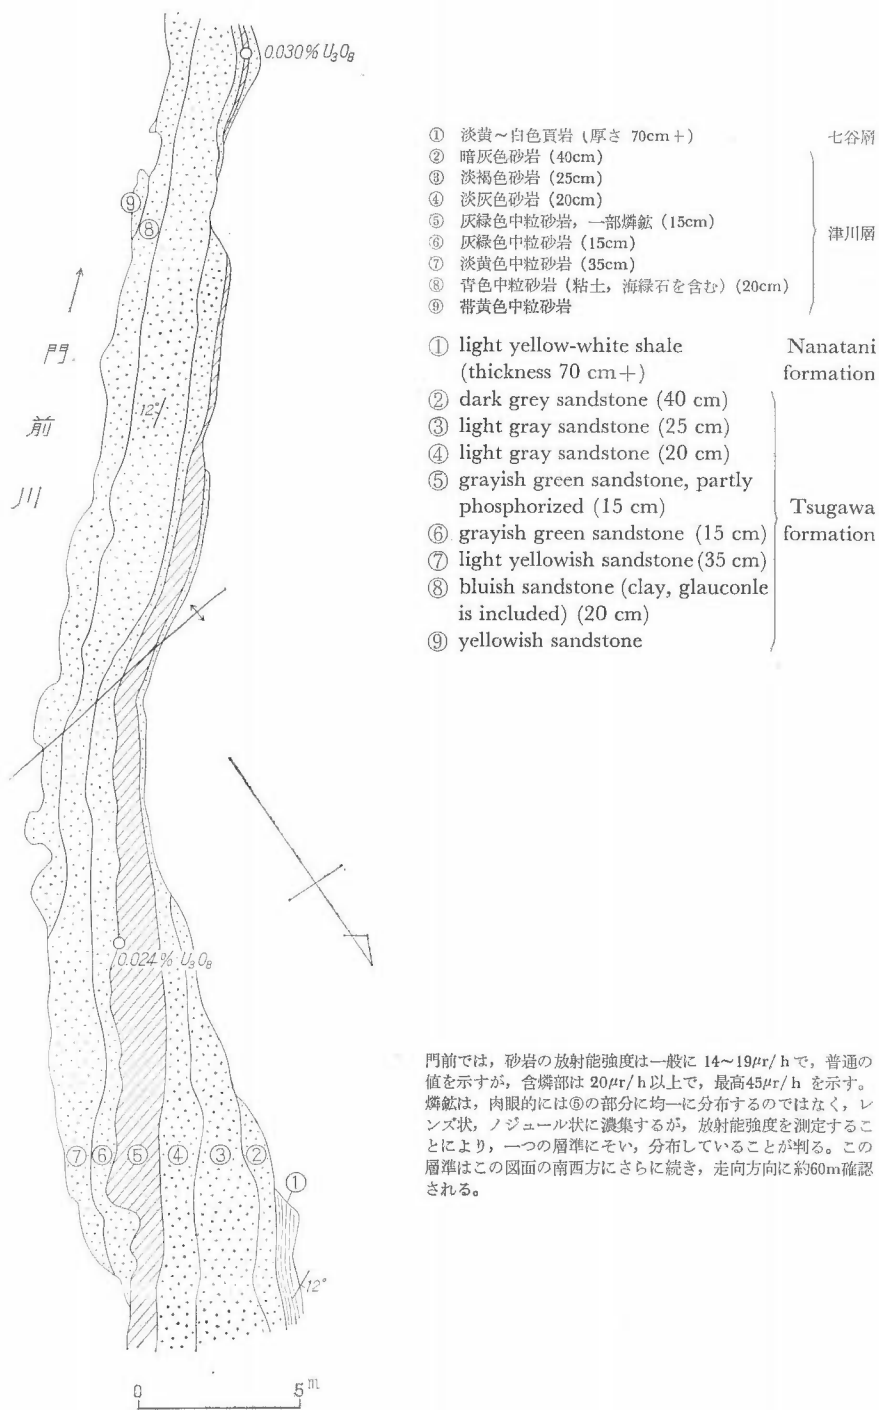 0.030% U₃O₈
① 淡黄～白色頁岩 (厚さ 70cm+) 七谷層
② 暗灰色砂岩 (40cm)
③ 淡褐色砂岩 (25cm)
④ 淡灰色砂岩 (20cm)
⑤ 灰緑色中粒砂岩，一部燐鉱 (15cm)
⑥ 灰緑色中粒砂岩 (15cm)
⑦ 淡黄色中粒砂岩 (35cm)
⑧ 青色中粒砂岩 (粘土，海緑石を含む) (20cm)
⑨ 帯黄色中粒砂岩
津川層
① light yellow-white shale Nanatani
(thickness 70 cm+) formation
② dark grey sandstone (40 cm)
③ light gray sandstone (25 cm)
④ light gray sandstone (20 cm)
⑤ grayish green sandstone, partly
phosphorized (15 cm) Tsugawa
⑥ grayish green sandstone (15 cm) formation
⑦ light yellowish sandstone (35 cm)
⑧ bluish sandstone (clay, glauconle
is included) (20 cm)
⑨ yellowish sandstone
⑨
⑧
門
前
川
12°
0.024% U₃O₈
⑦ ⑥ ⑤ ④ ③ ② ①
12°
0 5 m
門前では，砂岩の放射能強度は一般に 14～19μr/h で，普通の
値を示すが，含燐部は 20μr/h 以上で，最高45μr/h を示す。
燐鉱は，肉眼的には⑤の部分に均一に分布するのではなく，レ
ンズ状，ノジュール状に濃集するが，放射能強度を測定するこ
とにより，一つの層準にそい，分布していることが判る。この
層準はこの図面の南西方にさらに続き，走向方向に約60m確認
される。